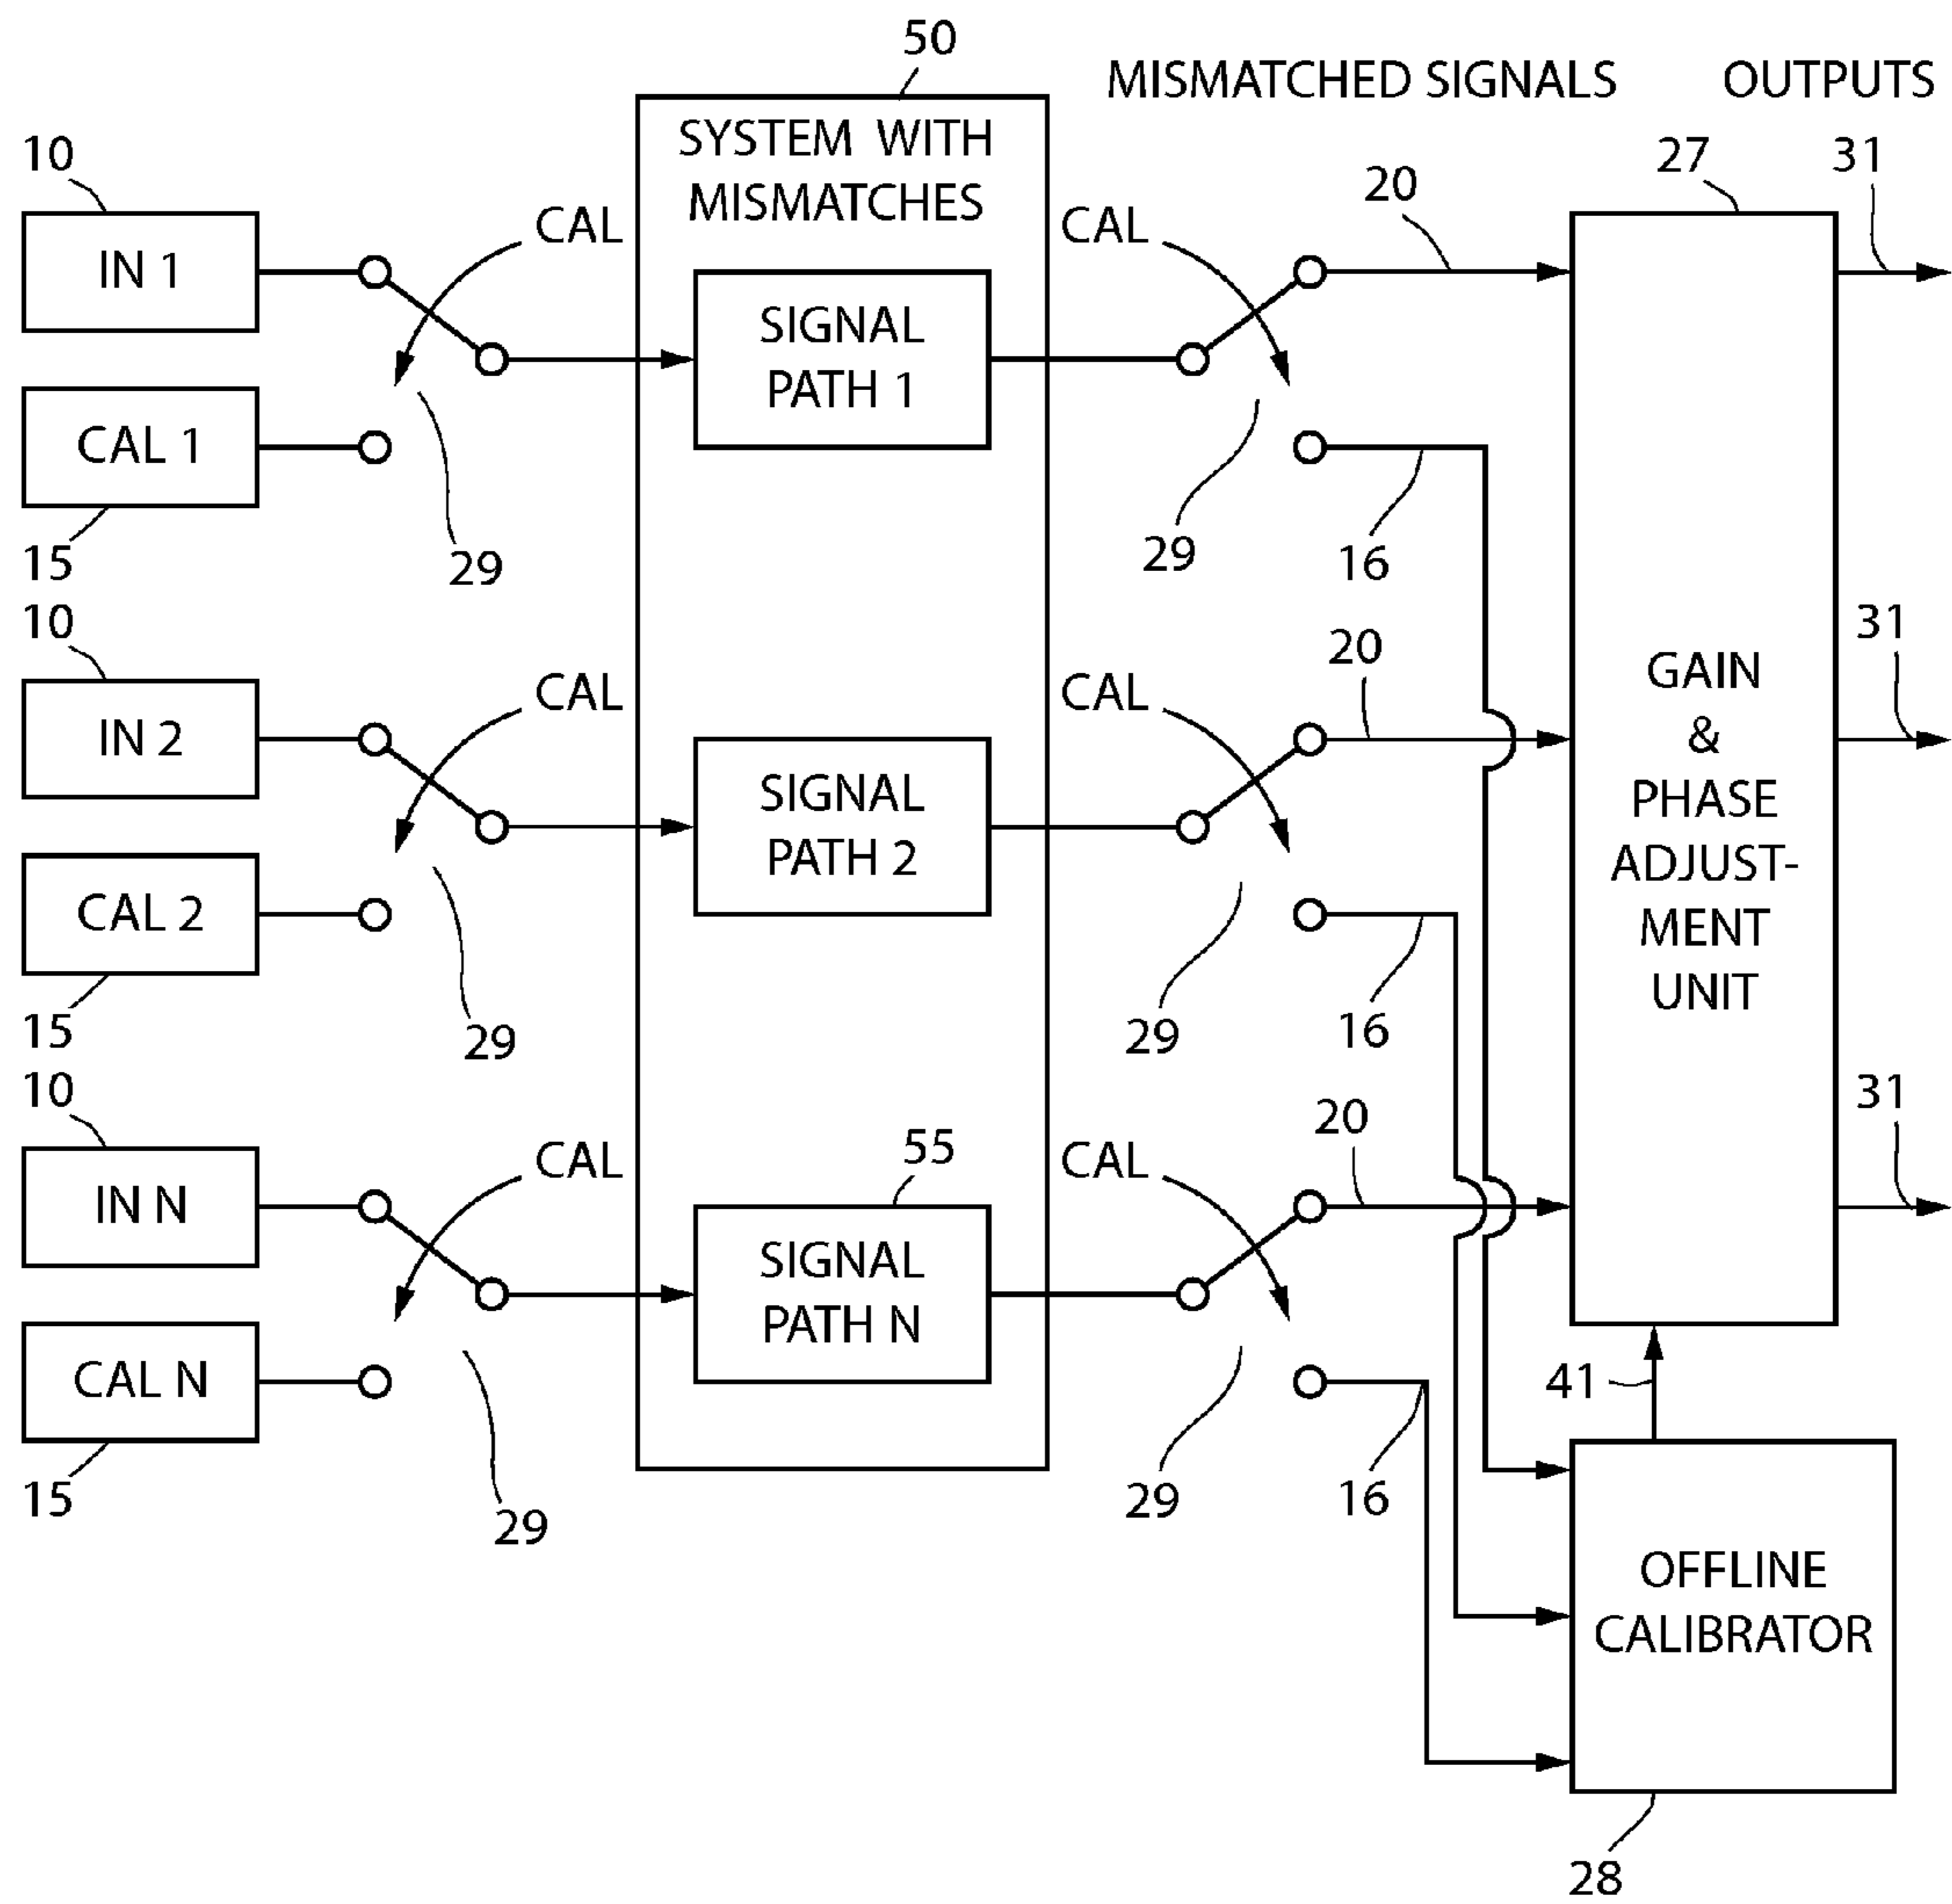 50
MISMATCHED SIGNALS
OUTPUTS
SYSTEM WITH
MISMATCHES
10
27
31
20
CAL
CAL
IN 1
SIGNAL
PATH 1
CAL 1
15
29
29
16
10
20
31
CAL
CAL
IN 2
GAIN
&
PHASE
ADJUST-
MENT
UNIT
SIGNAL
PATH 2
CAL 2
15
29
29
16
10
20
31
55
CAL
CAL
IN N
SIGNAL
PATH N
CAL N
41
15
29
29
16
OFFLINE
CALIBRATOR
28